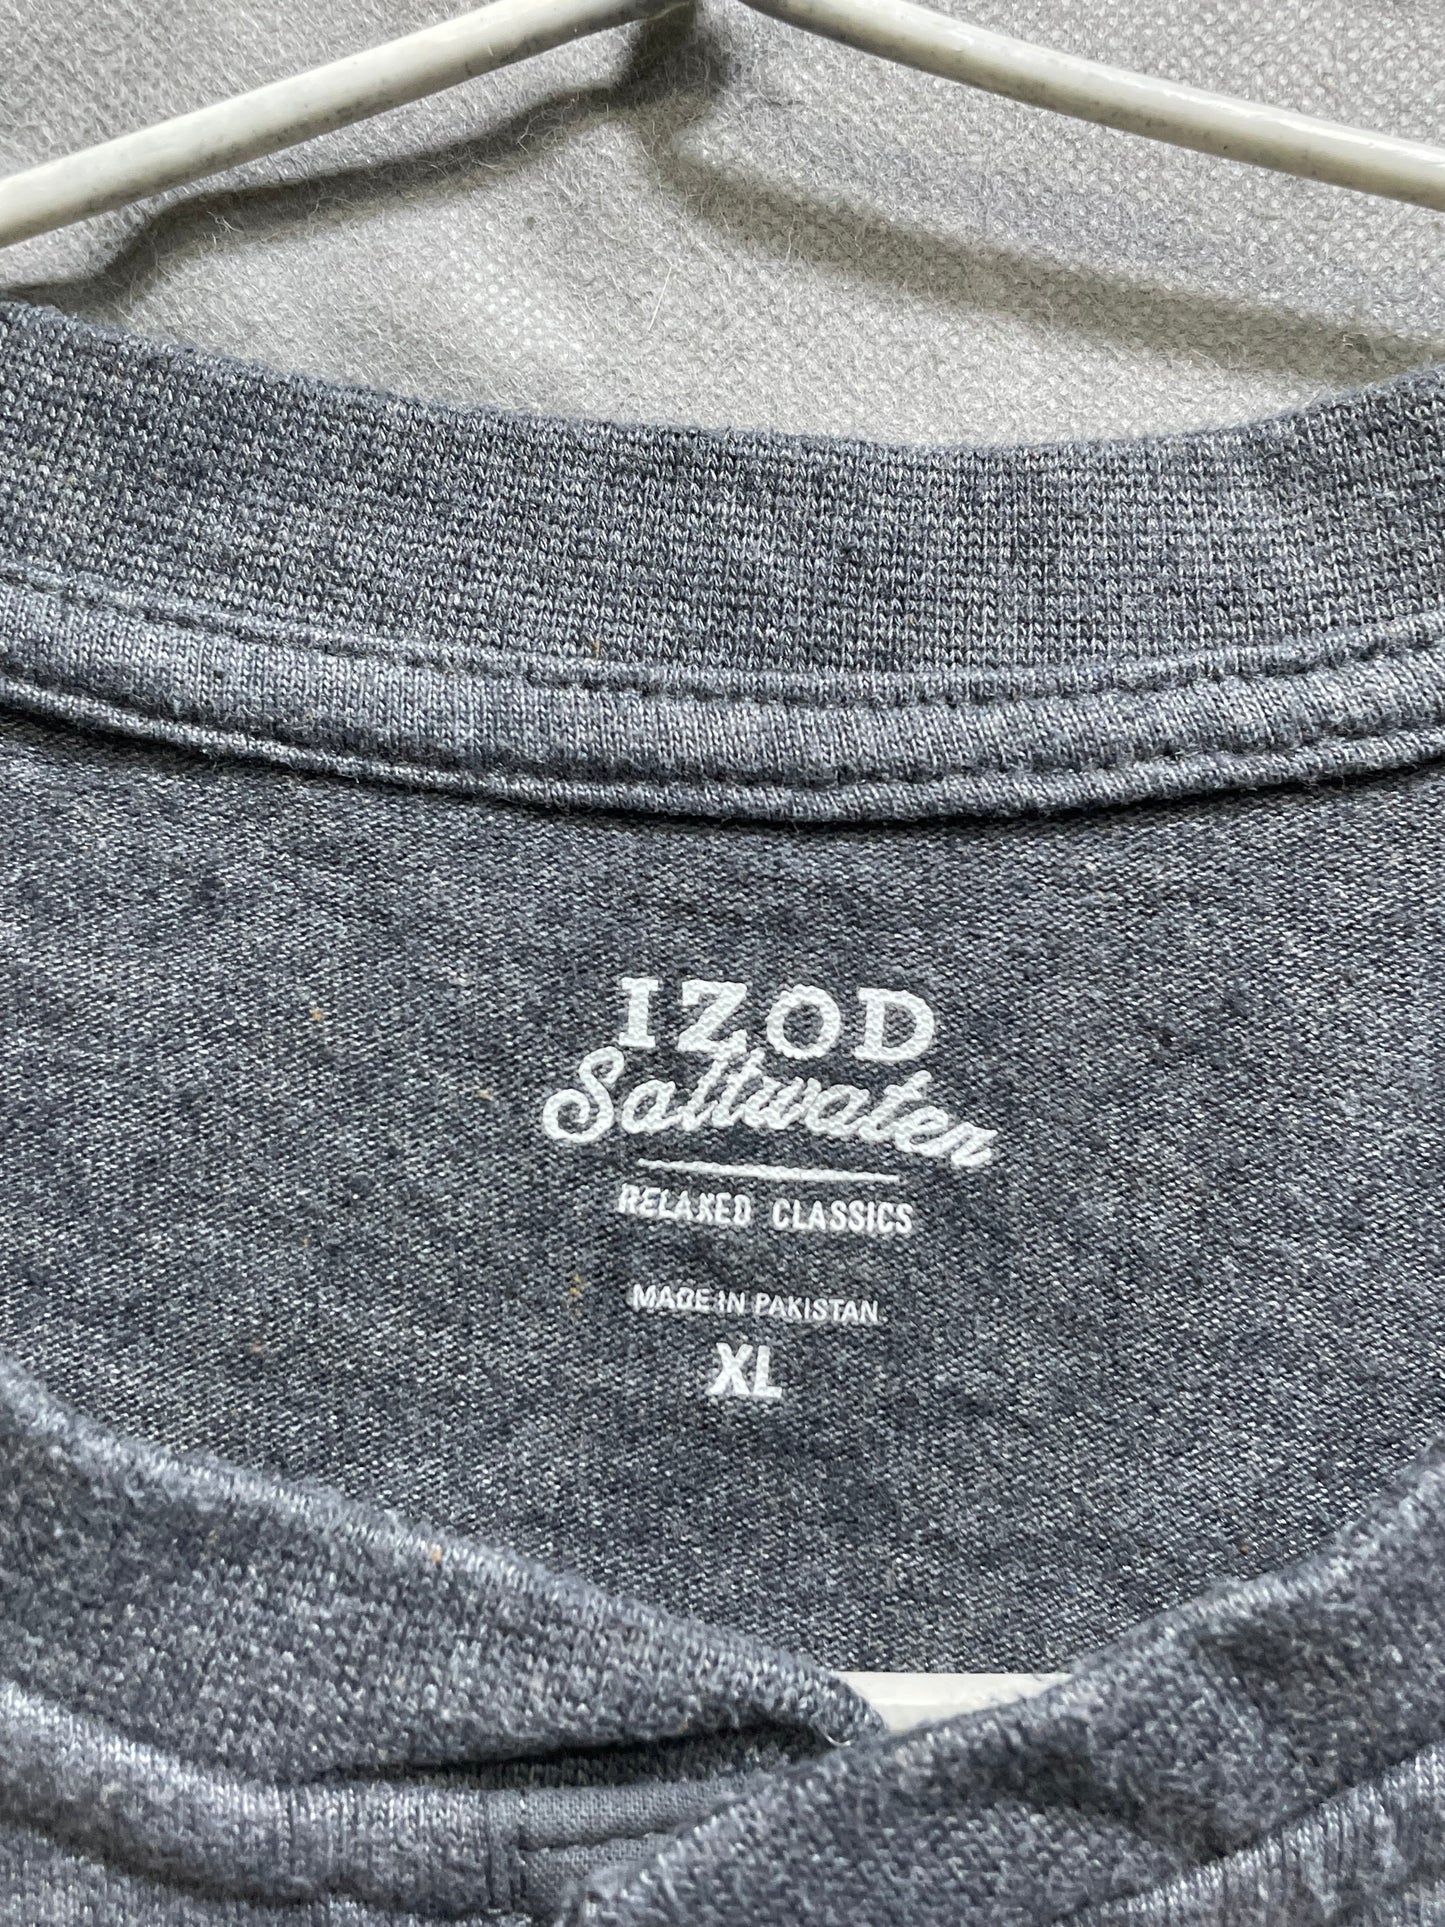 IZOD
Saltwater
RELAXED CLASSICS
MADE IN PAKISTAN
XL